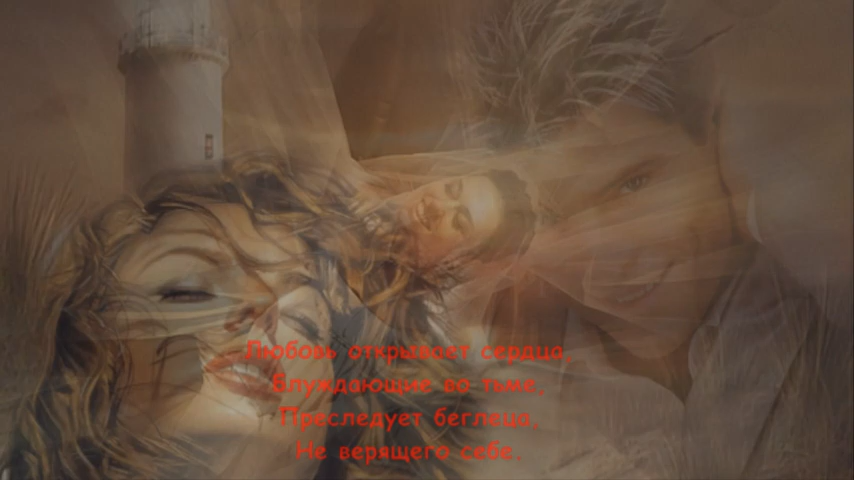 Любовь открывает сердца,
Блуждающие во тьме,
Преследует беглеца,
Не верящего себе.